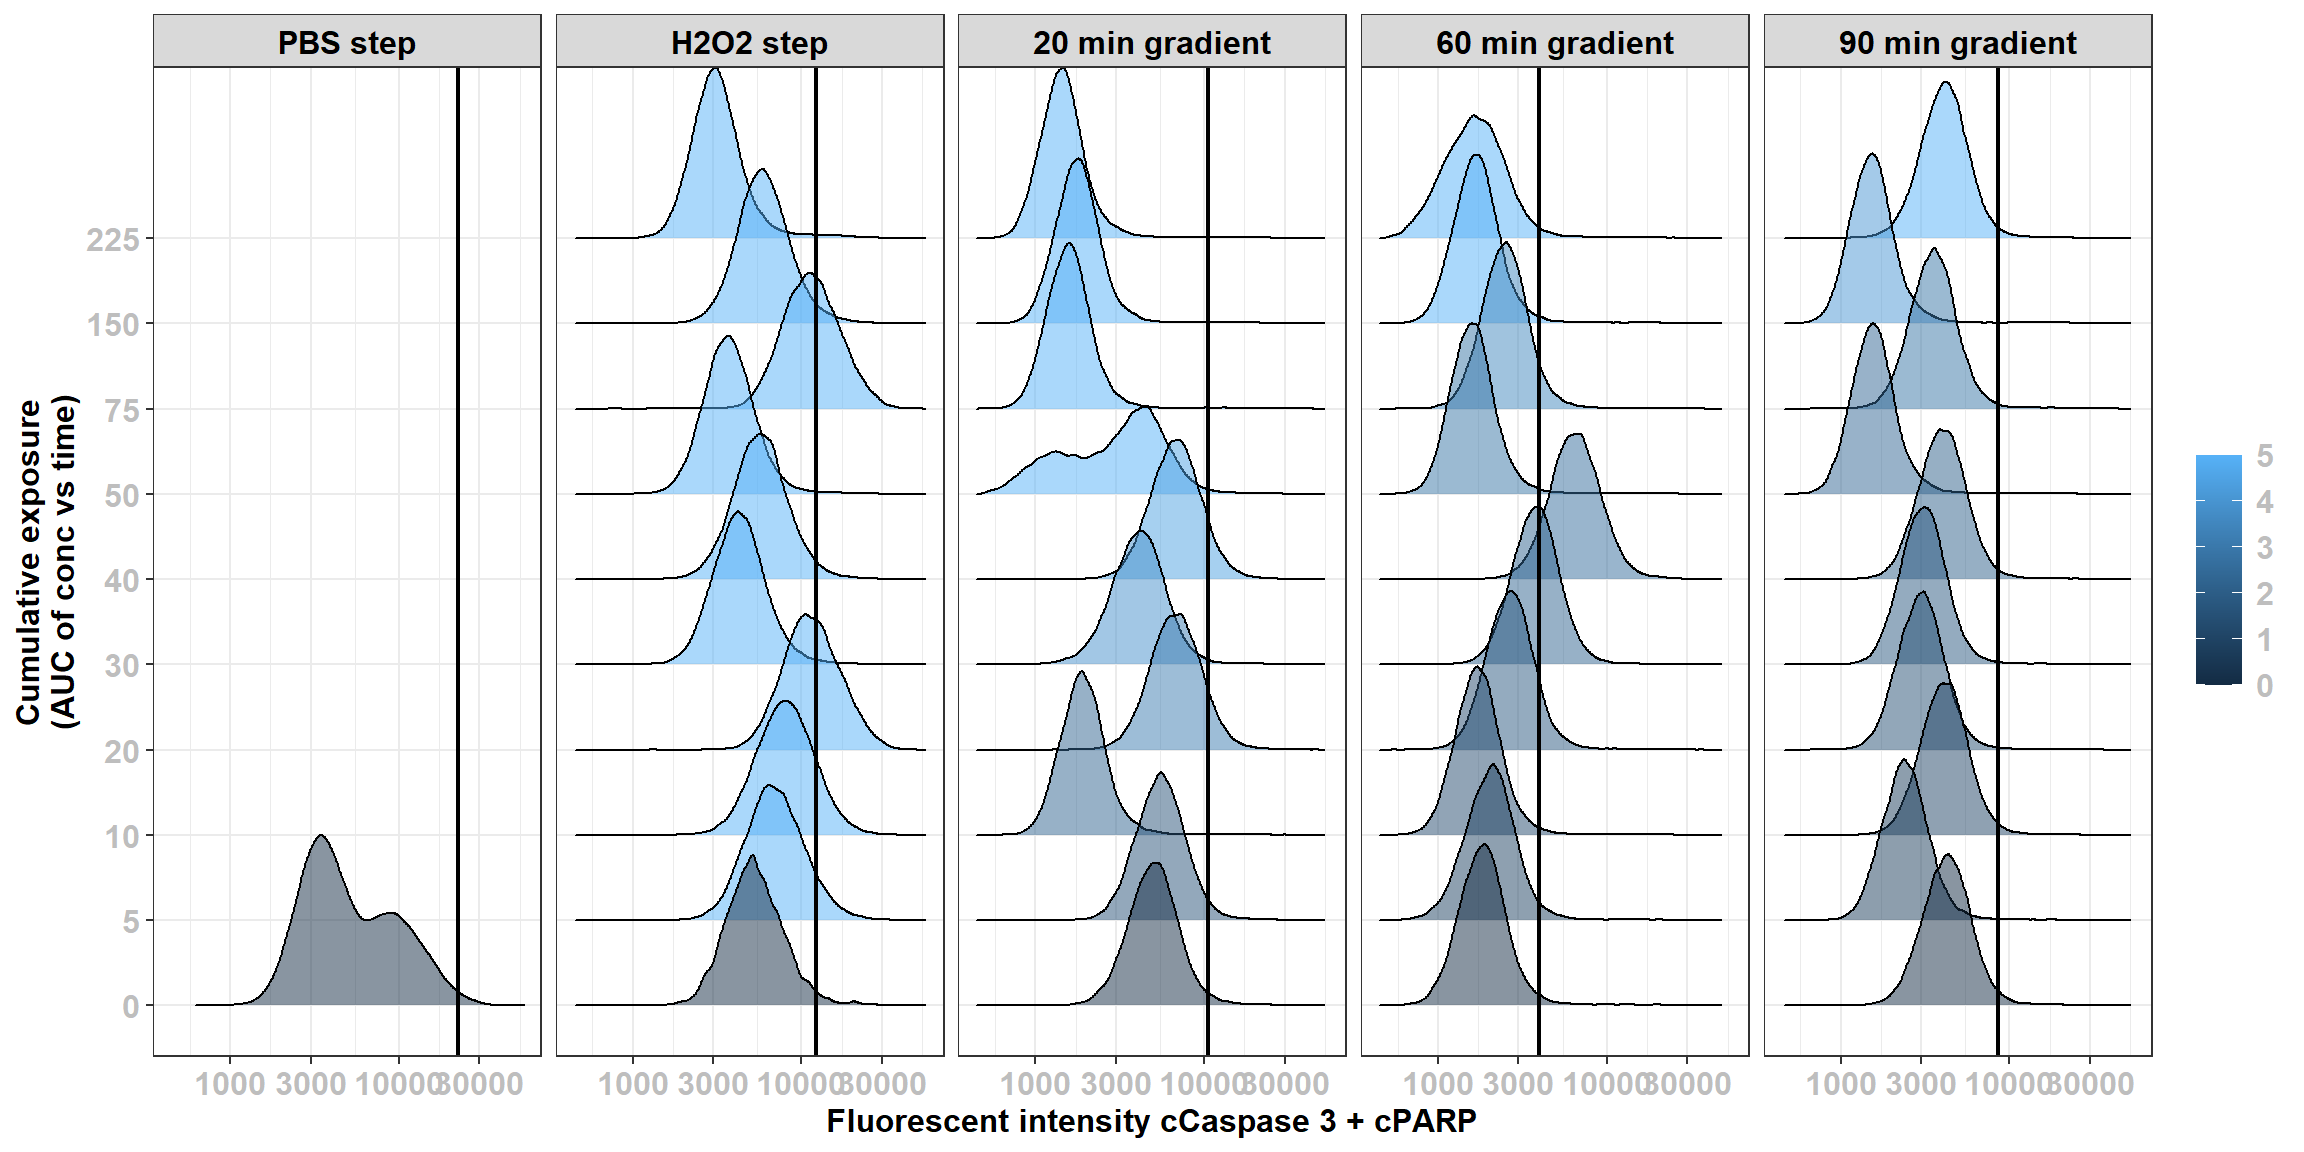 PBS step
H2O2 step
20 min gradient
60 min gradient
90 min gradient
Cumulative exposure
(AUC of conc vs time)
225
150
75
50
40
30
20
10
5
0
5
4
3
2
1
0
1000 3000 10000 30000
1000 3000 10000 30000
1000 3000 10000 30000
1000 3000 10000 30000
1000 3000 10000 30000
Fluorescent intensity cCaspase 3 + cPARP